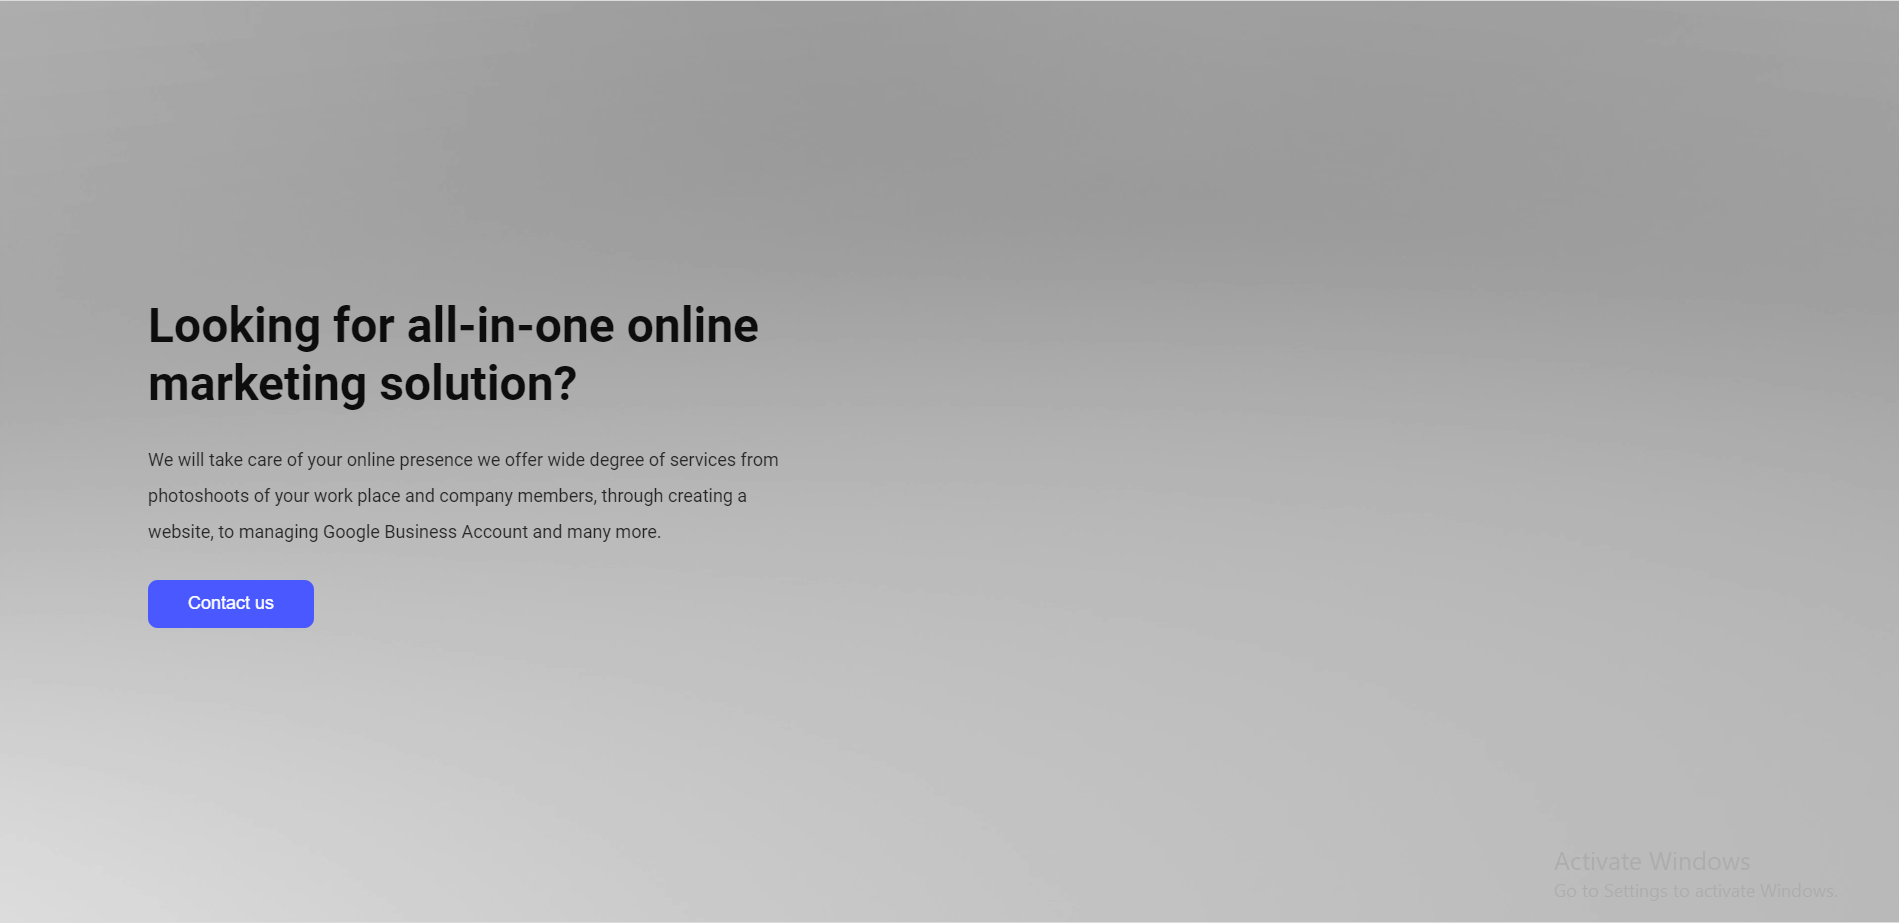 Looking for all-in-one online
marketing solution?
We will take care of your online presence we offer wide degree of services from
photoshoots of your work place and company members, through creating a
website, to managing Google Business Account and many more.
Contact us
Activate Windows
Go to Settings to activate Windows.